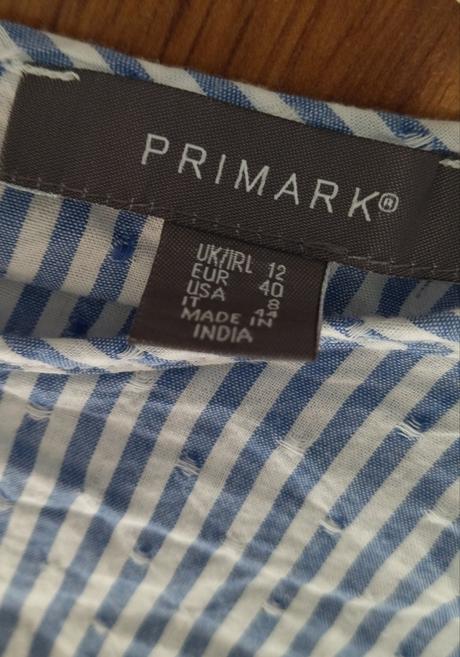 PRIMARK®
UK/IRL 12
EUR 40
USA 8
IT 44
MADE IN
INDIA